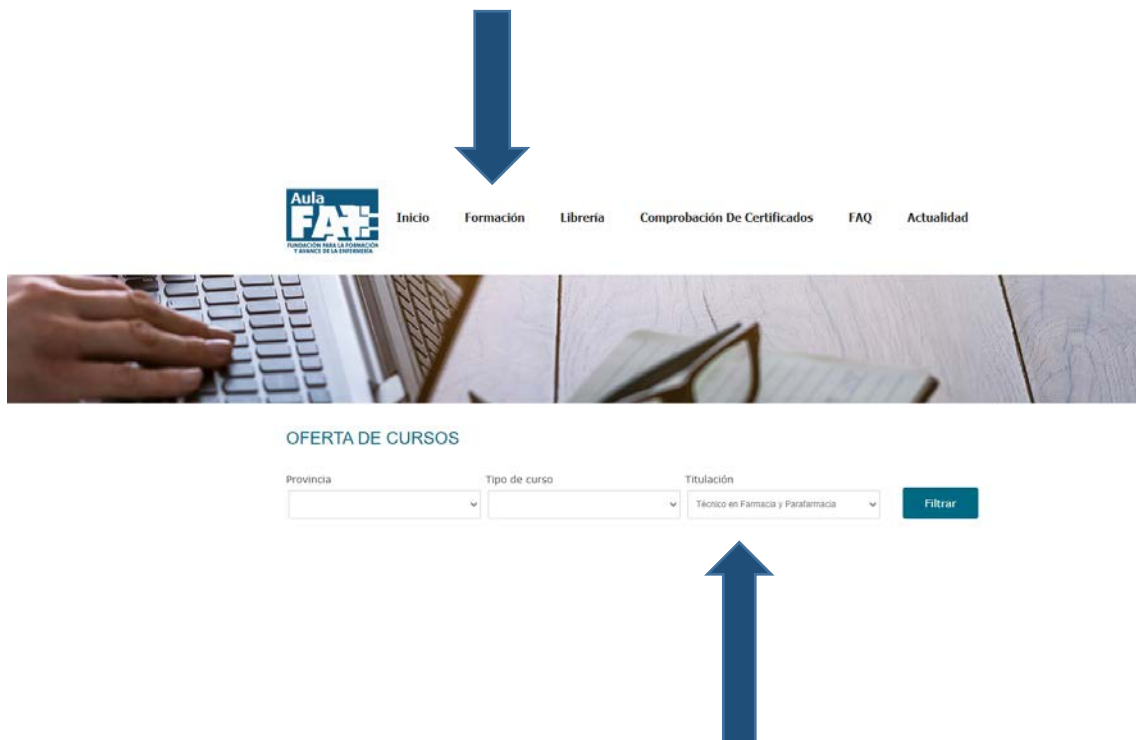 Aula
FAE
FUNDACIÓN PARA LA FORMACIÓN
Y AVANCE DE LA ENFERMERÍA
Inicio Formación Librería Comprobación De Certificados FAQ Actualidad
OFERTA DE CURSOS
Provincia Tipo de curso Titulación
Técnico en Farmacia y Parafarmacia Filtrar